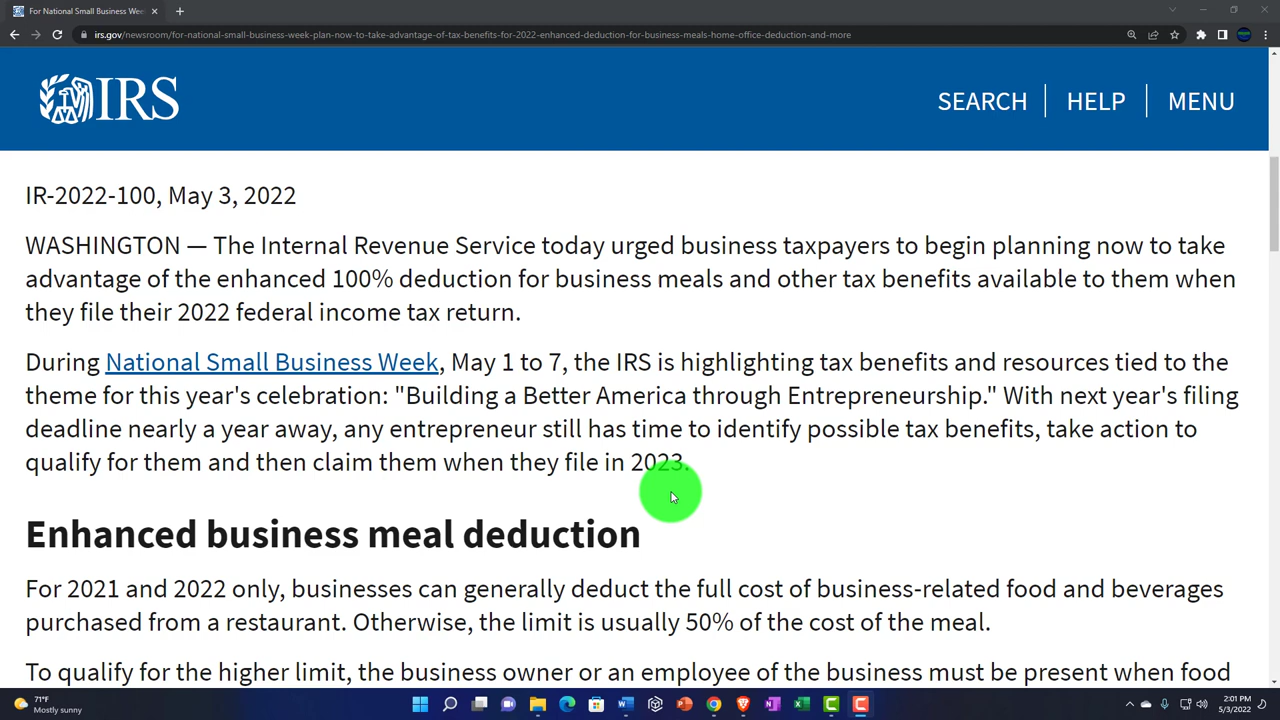 For National Small Business Wee
irs.gov/newsroom/for-national-small-business-week-plan-now-to-take-advantage-of-tax-benefits-for-2022-enhanced-deduction-for-business-meals-home-office-deduction-and-more
IRS
SEARCH HELP MENU
IR-2022-100, May 3, 2022
WASHINGTON — The Internal Revenue Service today urged business taxpayers to begin planning now to take
advantage of the enhanced 100% deduction for business meals and other tax benefits available to them when
they file their 2022 federal income tax return.
During National Small Business Week, May 1 to 7, the IRS is highlighting tax benefits and resources tied to the
theme for this year's celebration: "Building a Better America through Entrepreneurship." With next year's filing
deadline nearly a year away, any entrepreneur still has time to identify possible tax benefits, take action to
qualify for them and then claim them when they file in 2023.
Enhanced business meal deduction
For 2021 and 2022 only, businesses can generally deduct the full cost of business-related food and beverages
purchased from a restaurant. Otherwise, the limit is usually 50% of the cost of the meal.
To qualify for the higher limit, the business owner or an employee of the business must be present when food
71°F
Mostly sunny
2:01 PM
5/3/2022